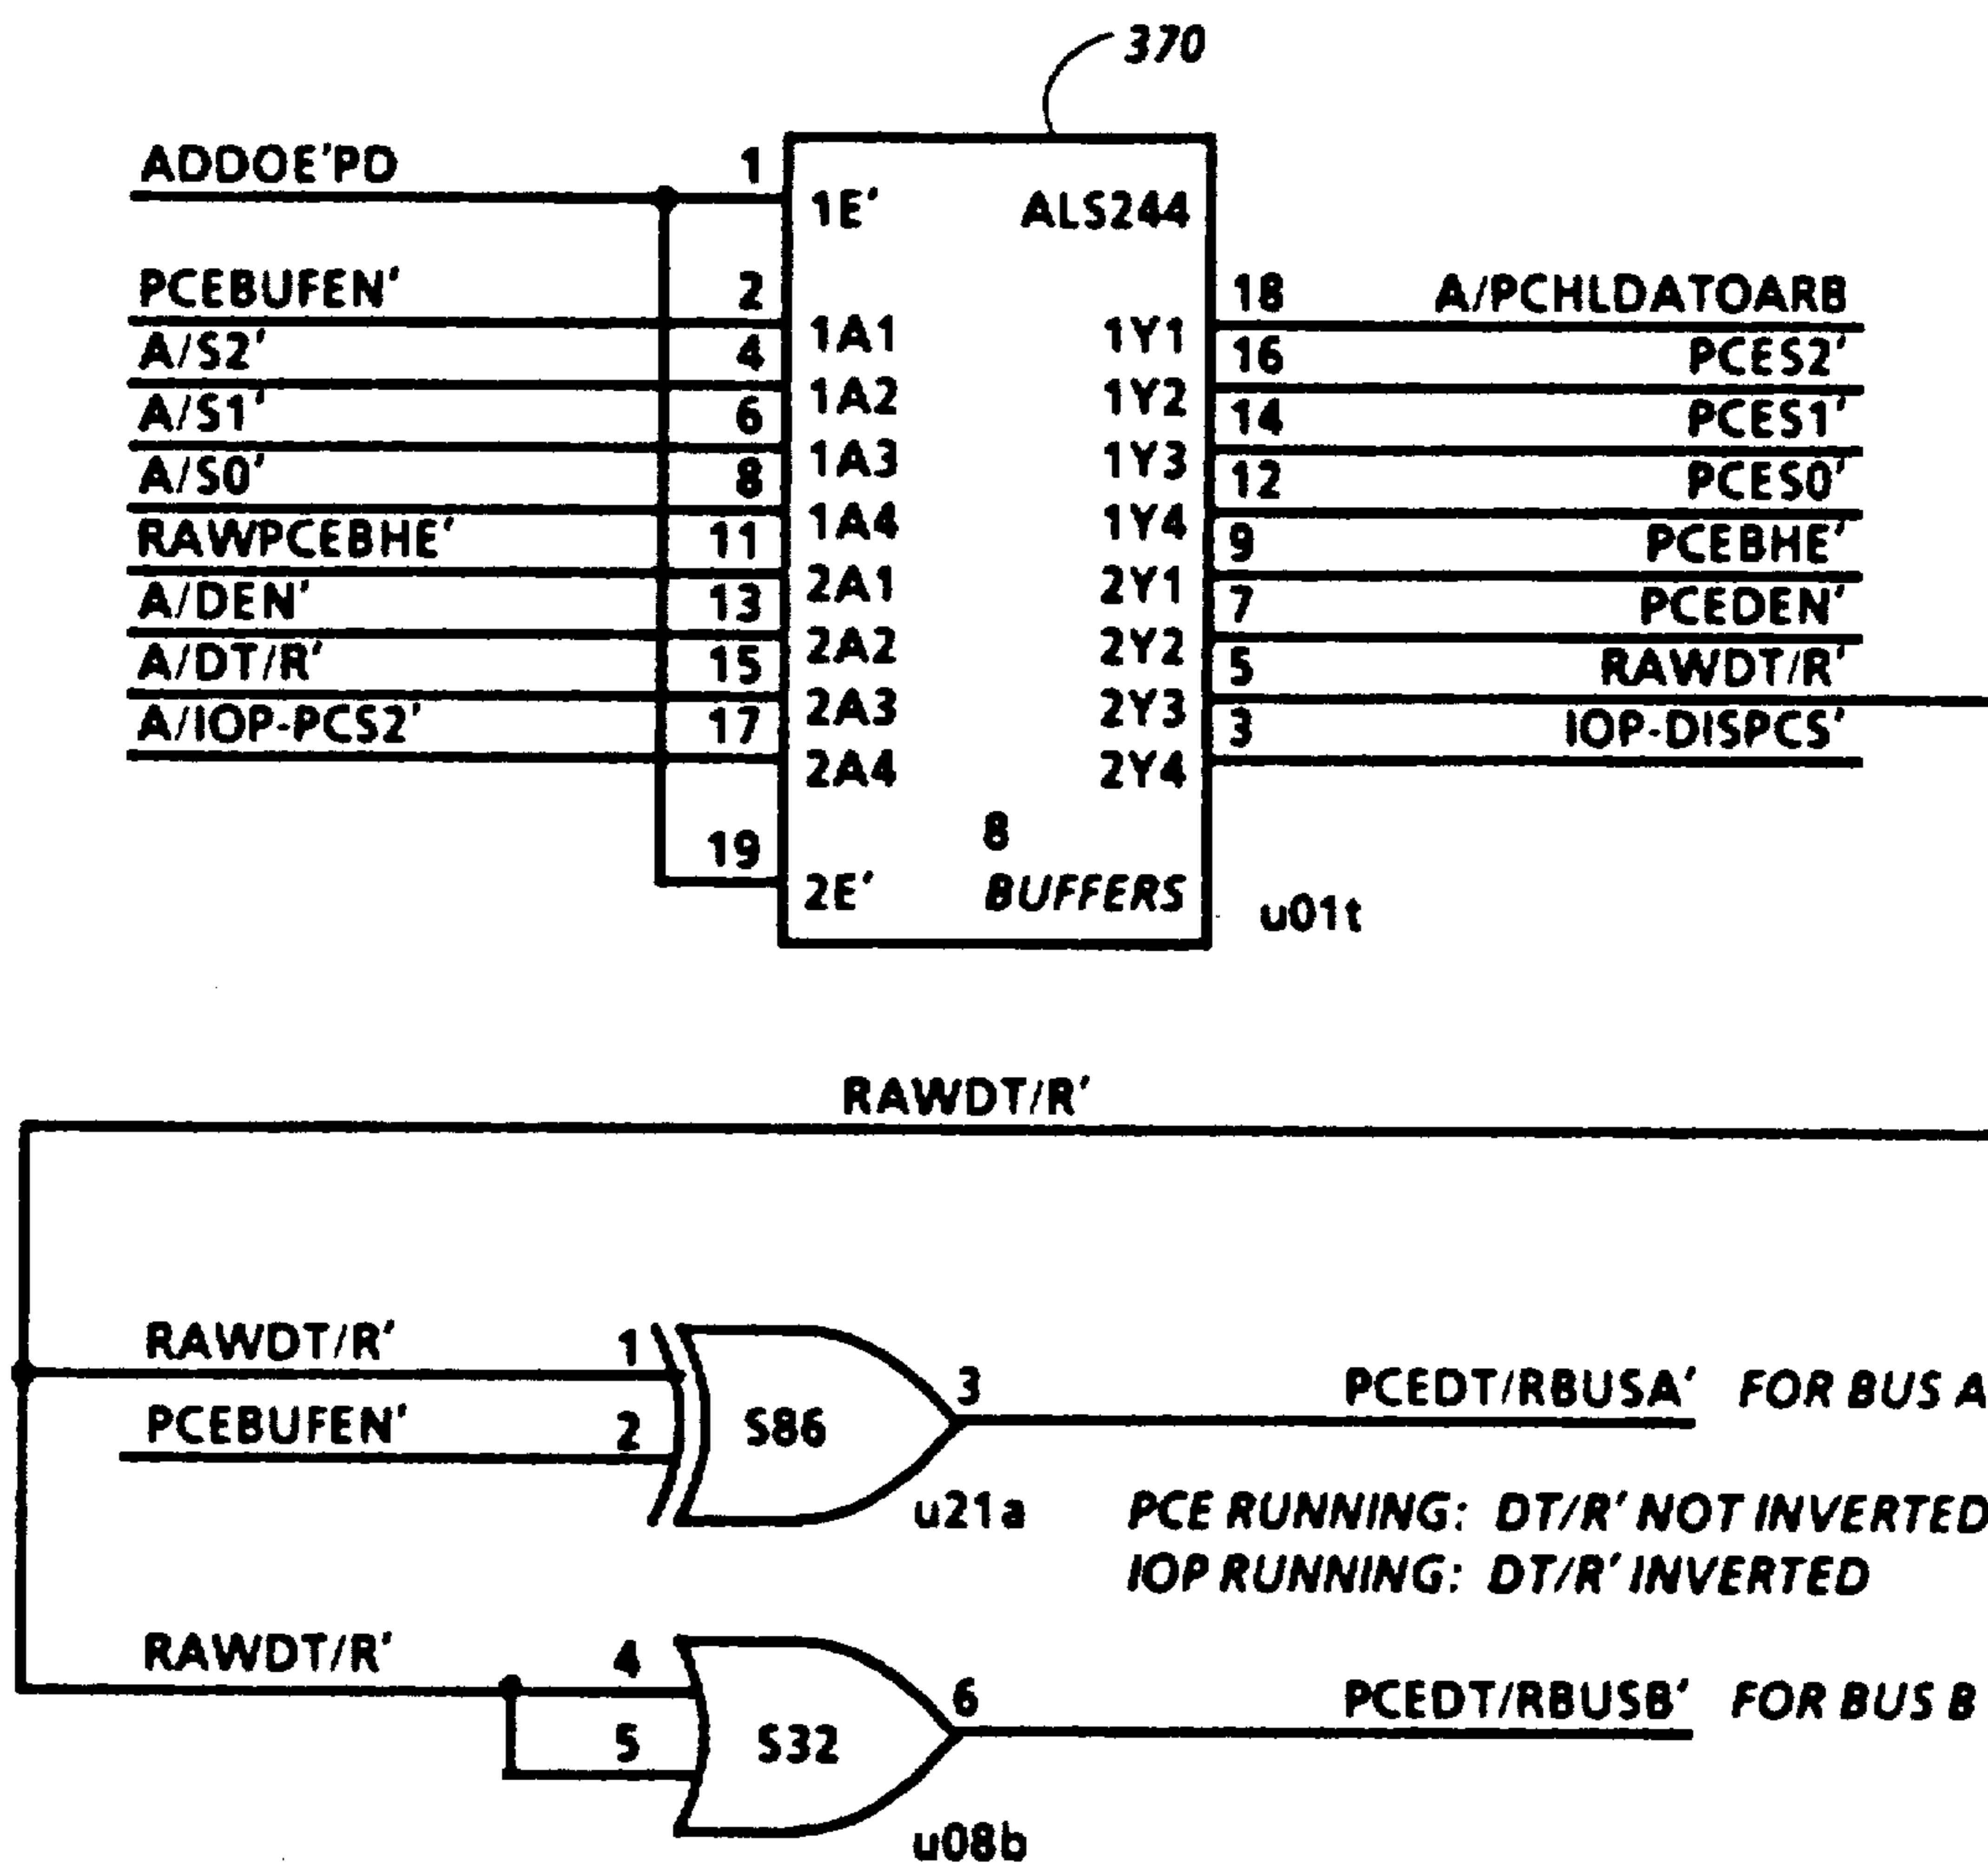 370
ADDOE'PD 1 1E' ALS244
PCEBUFEN' 2 1A1 1Y1 18 A/PCHLDATOARB
A/S2' 4 1A2 1Y2 16 PCES2'
A/S1' 6 1A3 1Y3 14 PCES1'
A/S0' 8 1A4 1Y4 12 PCES0'
RAWPCEBHE' 11 2A1 2Y1 9 PCEBHE'
A/DEN' 13 2A2 2Y2 7 PCEDEN'
A/DT/R' 15 2A3 2Y3 5 RAWDT/R'
A/IOP-PCS2' 17 2A4 2Y4 3 IOP-DISPCS'
19 2E' 8
BUFFERS
u01t
RAWDT/R'
RAWDT/R' 1
PCEBUFEN' 2
S86
3 PCEDT/RBUSA' FOR BUS A
u21a
PCE RUNNING: DT/R' NOT INVERTED
IOP RUNNING: DT/R' INVERTED
RAWDT/R' 4
5
S32
6 PCEDT/RBUSB' FOR BUS B
u08b